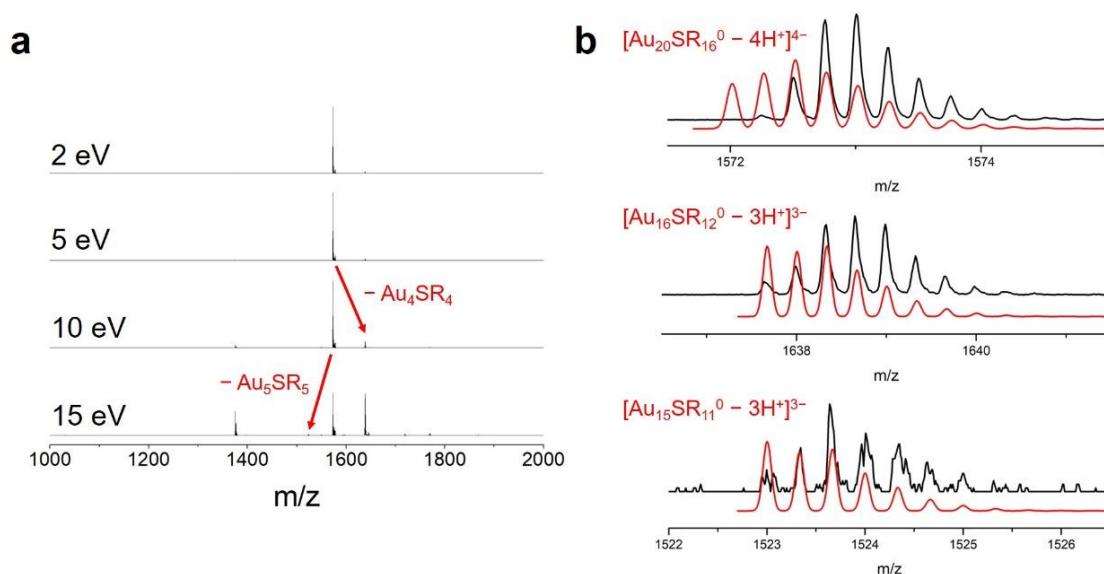 a
2 eV
5 eV
− Au₄SR₄
10 eV
− Au₅SR₅
15 eV
1000 1200 1400 1600 1800 2000
m/z
b
[Au₂₀SR₁₆⁰ − 4H⁺]⁴⁻
1572 1574
m/z
[Au₁₆SR₁₂⁰ − 3H⁺]³⁻
1638 1640
m/z
[Au₁₅SR₁₁⁰ − 3H⁺]³⁻
1522 1523 1524 1525 1526
m/z